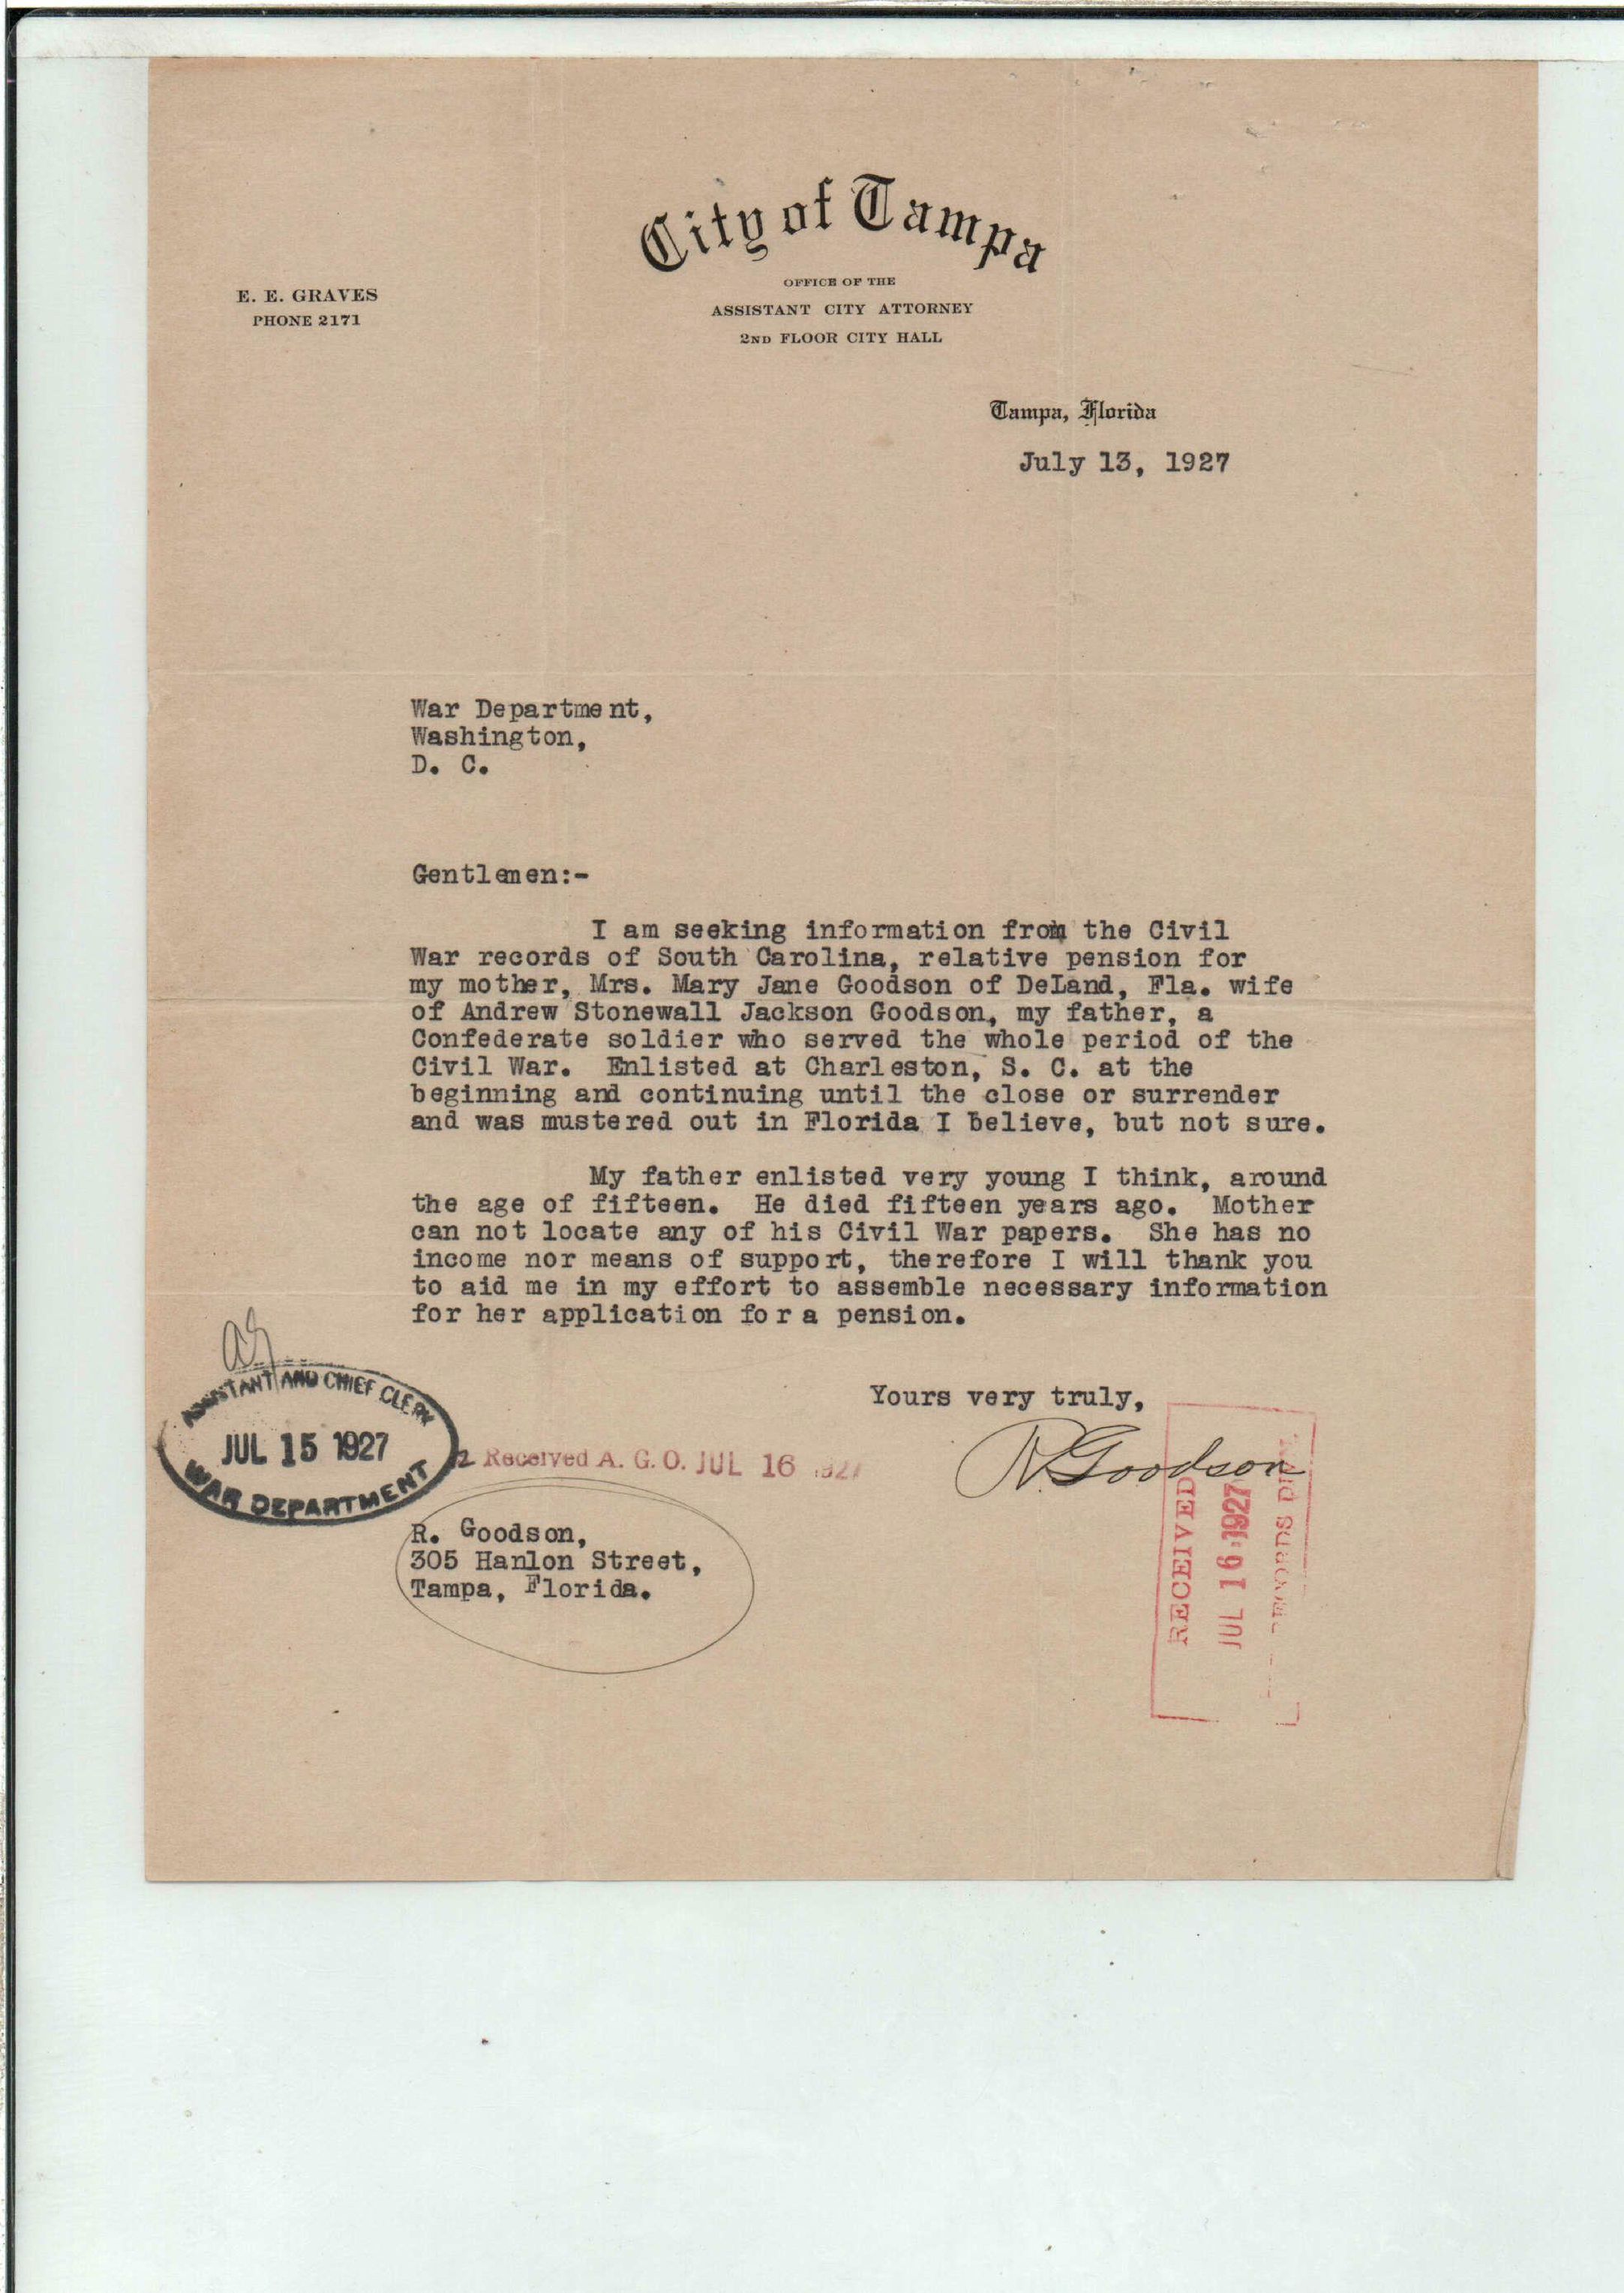 City of Tampa
OFFICE OF THE
ASSISTANT CITY ATTORNEY
2ND FLOOR CITY HALL
E. E. GRAVES
PHONE 2171
Tampa, Florida
July 13, 1927
War Department,
Washington,
D. C.
Gentlemen:-
I am seeking information from the Civil
War records of South Carolina, relative pension for
my mother, Mrs. Mary Jane Goodson of DeLand, Fla. wife
of Andrew Stonewall Jackson Goodson, my father, a
Confederate soldier who served the whole period of the
Civil War. Enlisted at Charleston, S. C. at the
beginning and continuing until the close or surrender
and was mustered out in Florida I believe, but not sure.
My father enlisted very young I think, around
the age of fifteen. He died fifteen years ago. Mother
can not locate any of his Civil War papers. She has no
income nor means of support, therefore I will thank you
to aid me in my effort to assemble necessary information
for her application for a pension.
Yours very truly,
R. Goodson
ASSISTANT AND CHIEF CLERK
JUL 15 1927
WAR DEPARTMENT
2 Received A. G. O. JUL 16 1927
R. Goodson,
305 Hanlon Street,
Tampa, Florida.
RECEIVED
JUL 16 1927